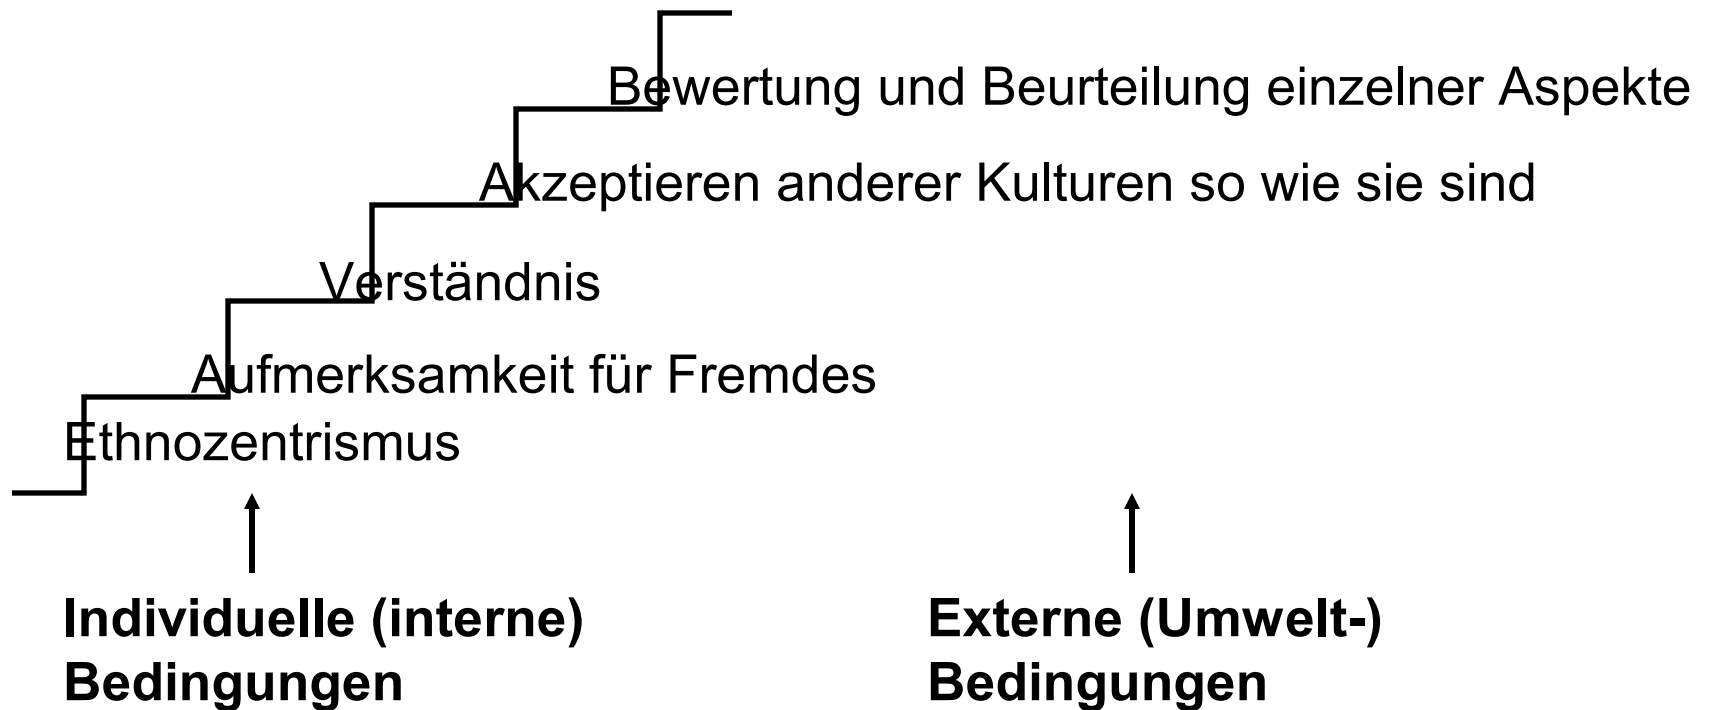 Bewertung und Beurteilung einzelner Aspekte
Akzeptieren anderer Kulturen so wie sie sind
Verständnis
Aufmerksamkeit für Fremdes
Ethnozentrismus
Individuelle (interne)
Bedingungen
Externe (Umwelt-)
Bedingungen